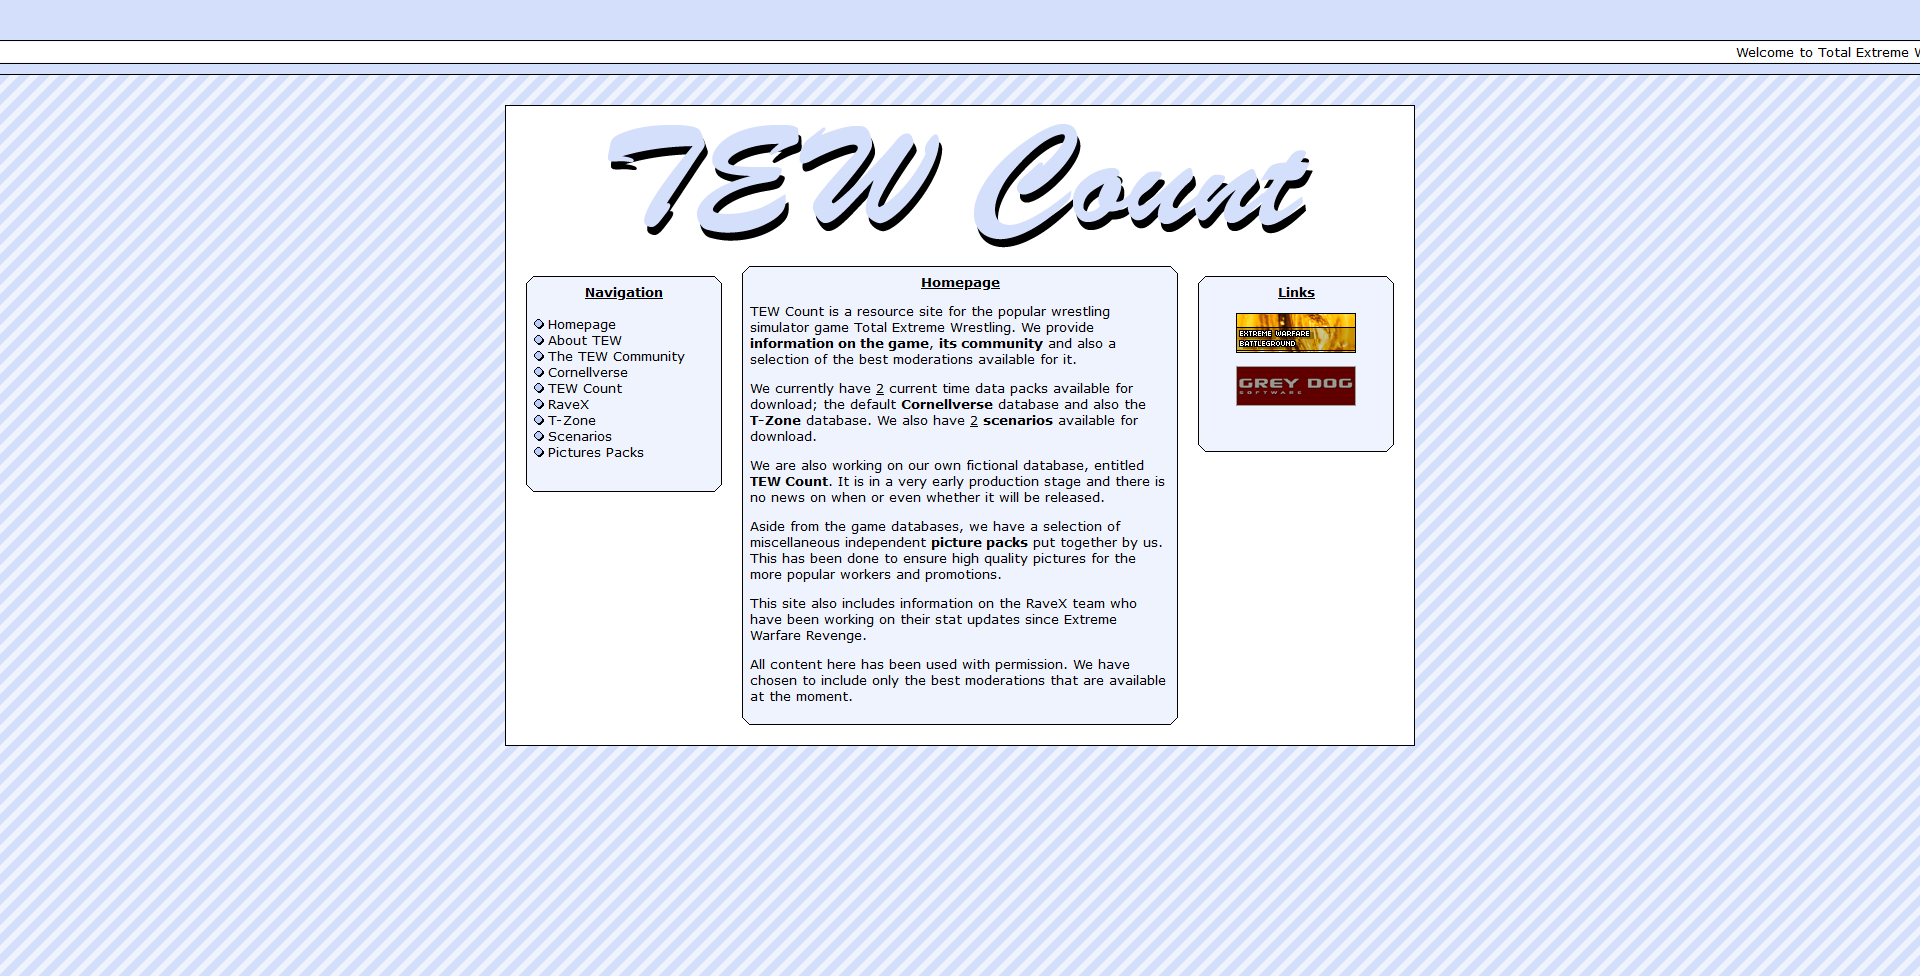 Welcome to Total Extreme
TEW Count
Navigation
Homepage
About TEW
The TEW Community
Cornellverse
TEW Count
RaveX
T-Zone
Scenarios
Pictures Packs
Homepage
TEW Count is a resource site for the popular wrestling
simulator game Total Extreme Wrestling. We provide
information on the game, its community and also a
selection of the best moderations available for it.
We currently have 2 current time data packs available for
download; the default Cornellverse database and also the
T-Zone database. We also have 2 scenarios available for
download.
We are also working on our own fictional database, entitled
TEW Count. It is in a very early production stage and there is
no news on when or even whether it will be released.
Aside from the game databases, we have a selection of
miscellaneous independent picture packs put together by us.
This has been done to ensure high quality pictures for the
more popular workers and promotions.
This site also includes information on the RaveX team who
have been working on their stat updates since Extreme
Warfare Revenge.
All content here has been used with permission. We have
chosen to include only the best moderations that are available
at the moment.
Links
EXTREME WARFARE
BATTLEGROUND
GREY DOG
SOFTWARE